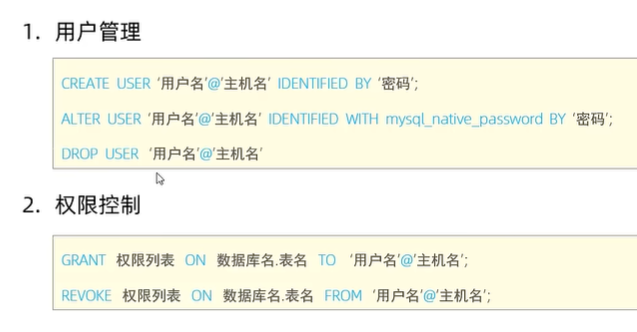 1. 用户管理
CREATE USER ‘用户名’@’主机名’ IDENTIFIED BY ‘密码’;
ALTER USER ‘用户名’@’主机名’ IDENTIFIED WITH mysql_native_password BY ‘密码’;
DROP USER ‘用户名’@’主机名’
2. 权限控制
GRANT 权限列表 ON 数据库名.表名 TO ‘用户名’@’主机名’;
REVOKE 权限列表 ON 数据库名.表名 FROM ‘用户名’@’主机名’;